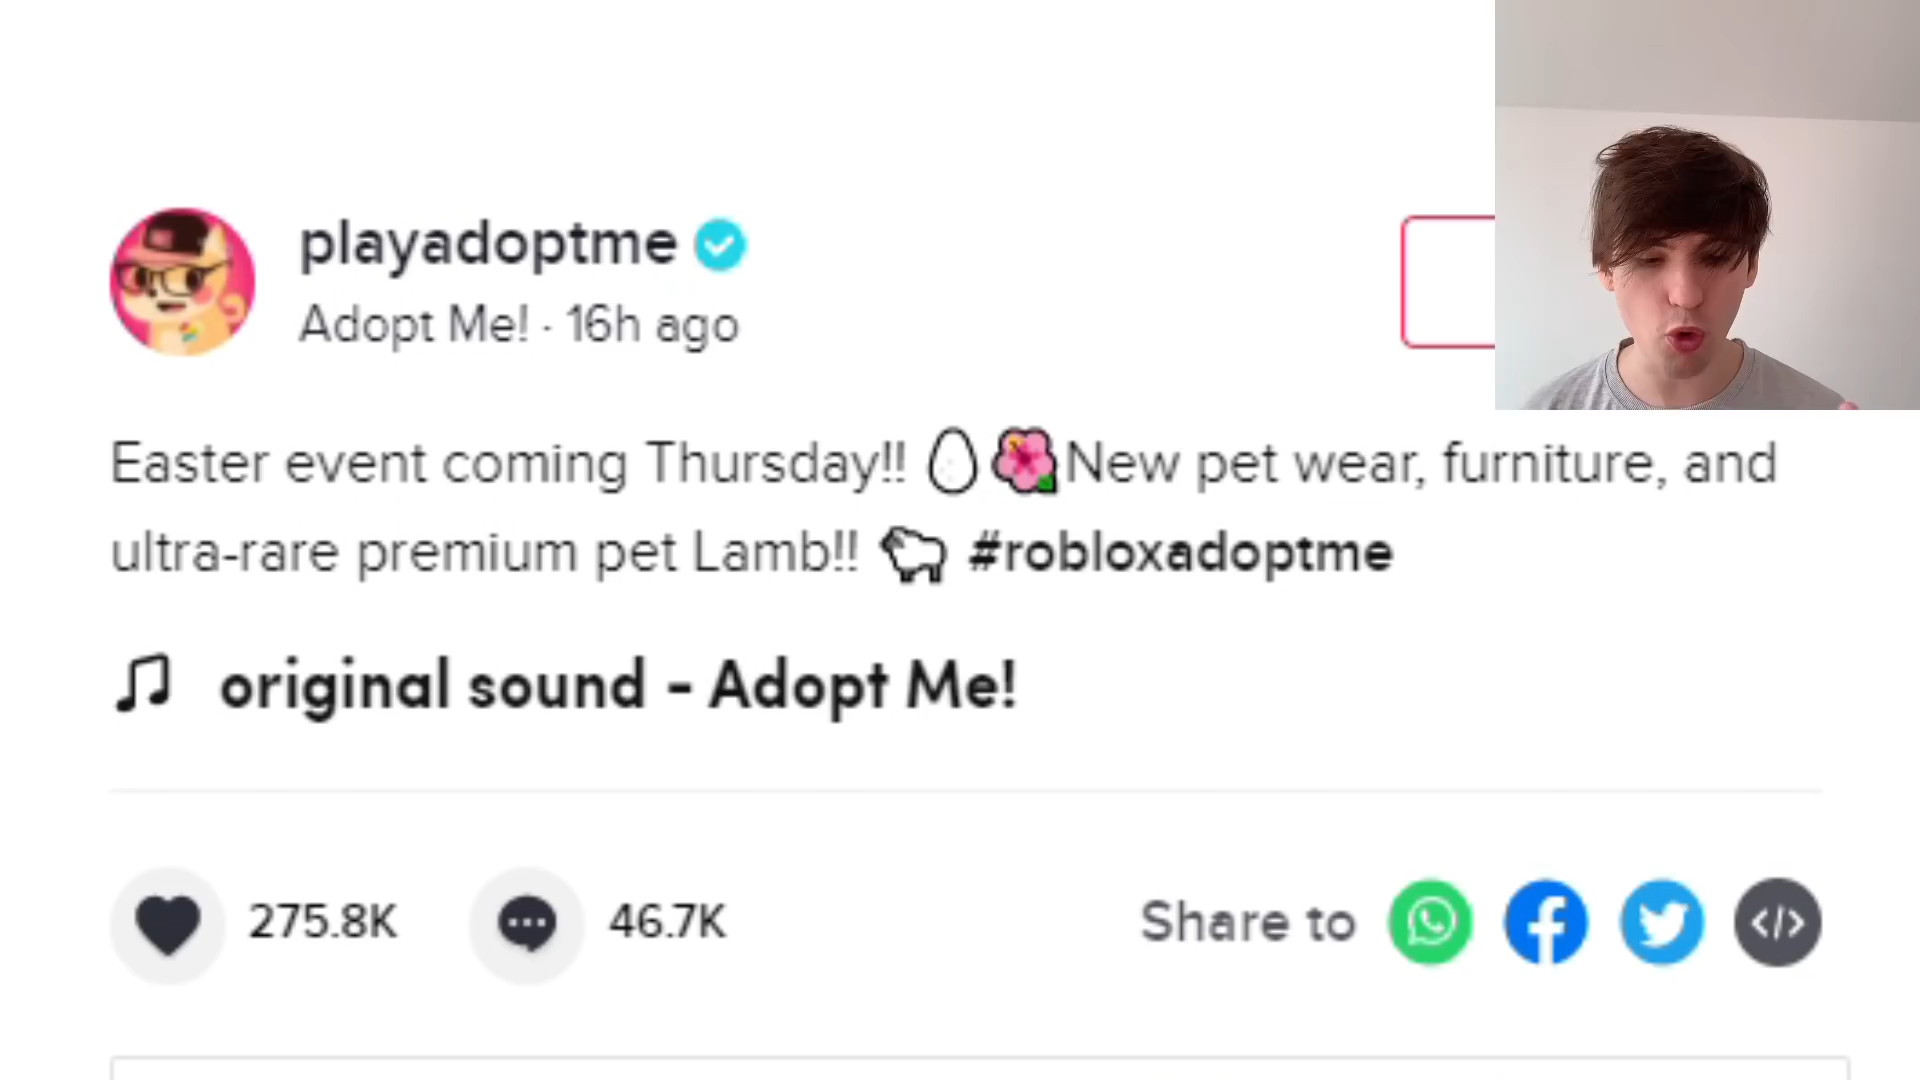 playadoptme
Adopt Me! · 16h ago
Easter event coming Thursday!! 🥚🌺New pet wear, furniture, and
ultra-rare premium pet Lamb!! 🐑 #robloxadoptme
original sound - Adopt Me!
275.8K 46.7K Share to